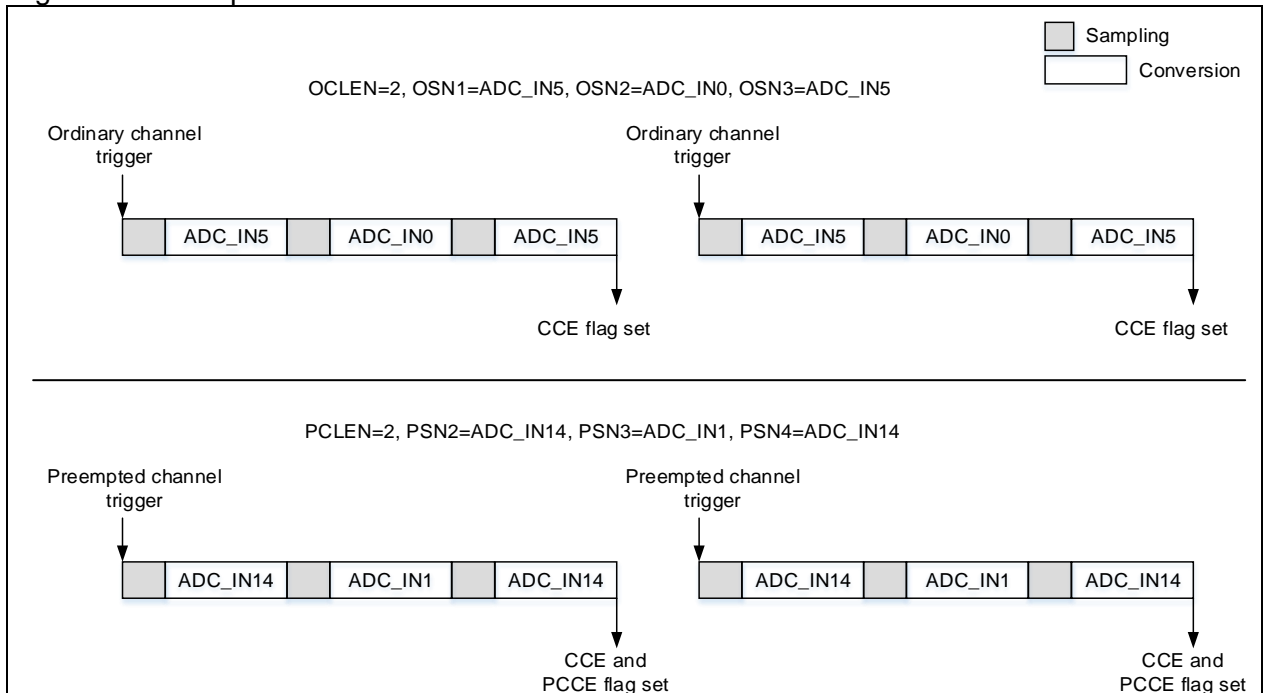 Sampling
Conversion
OCLEN=2, OSN1=ADC_IN5, OSN2=ADC_IN0, OSN3=ADC_IN5
Ordinary channel
trigger
Ordinary channel
trigger
ADC_IN5
ADC_IN0
ADC_IN5
ADC_IN5
ADC_IN0
ADC_IN5
CCE flag set
CCE flag set
PCLEN=2, PSN2=ADC_IN14, PSN3=ADC_IN1, PSN4=ADC_IN14
Preempted channel
trigger
Preempted channel
trigger
ADC_IN14
ADC_IN1
ADC_IN14
ADC_IN14
ADC_IN1
ADC_IN14
CCE and
PCCE flag set
CCE and
PCCE flag set